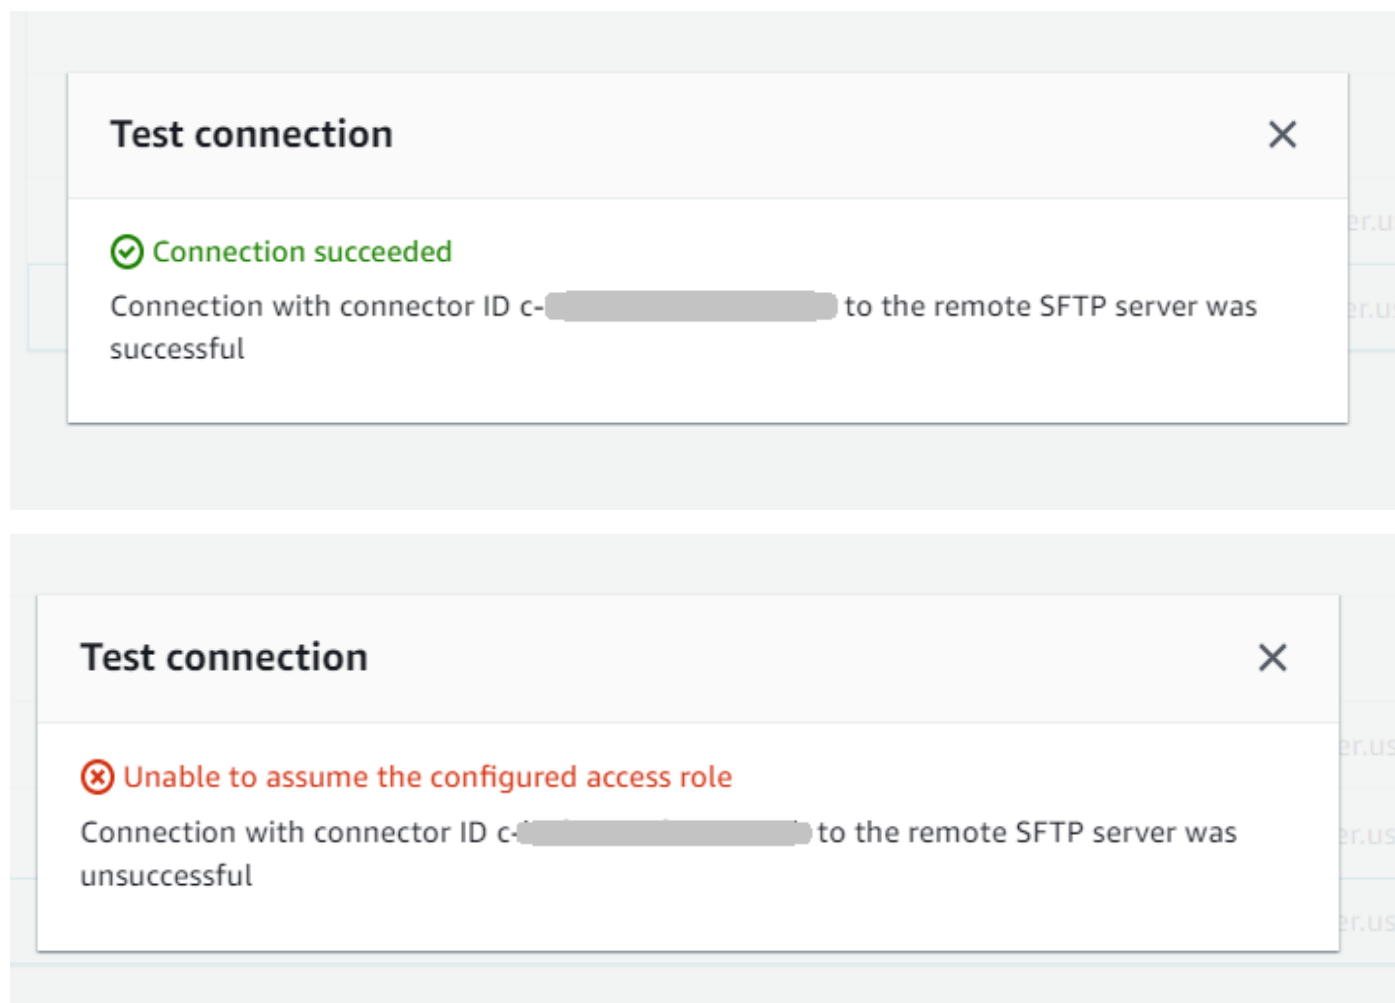 Test connection
Connection succeeded
Connection with connector ID c- to the remote SFTP server was
successful
Test connection
Unable to assume the configured access role
Connection with connector ID c- to the remote SFTP server was
unsuccessful